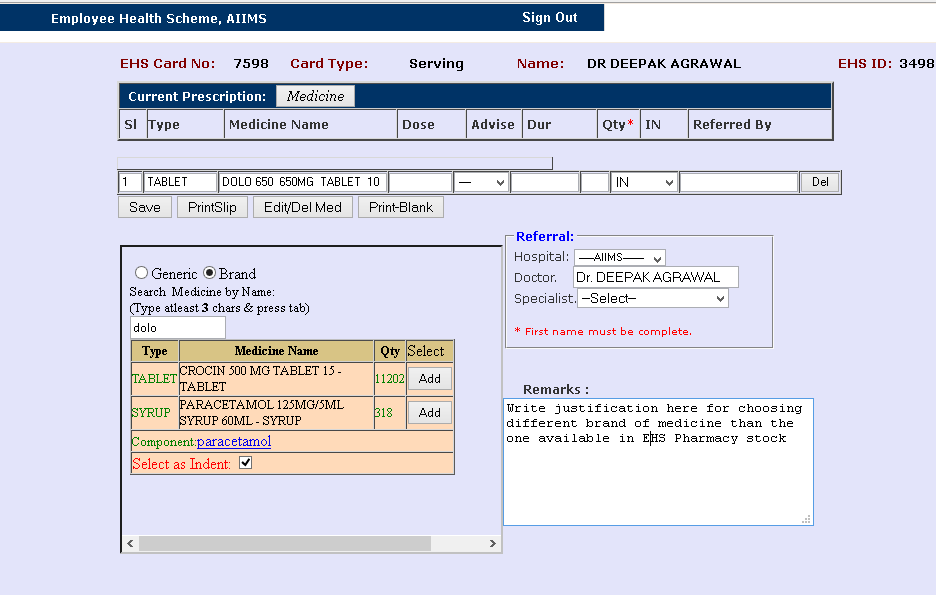 Employee Health Scheme, AIIMS Sign Out
EHS Card No: 7598 Card Type: Serving Name: DR DEEPAK AGRAWAL EHS ID: 3498
Current Prescription: Medicine
Sl Type Medicine Name Dose Advise Dur Qty* IN Referred By
1 TABLET DOLO 650 650MG TABLET 10 --- IN Del
Save PrintSlip Edit/Del Med Print-Blank
Generic Brand
Search Medicine by Name:
(Type atleast 3 chars & press tab)
dolo
Type Medicine Name Qty Select
TABLET CROCIN 500 MG TABLET 15 - TABLET 11202 Add
SYRUP PARACETAMOL 125MG/5ML SYRUP 60ML - SYRUP 318 Add
Component:paracetamol
Select as Indent:
Referral:
Hospital: ----AIIMS-----
Doctor. Dr. DEEPAK AGRAWAL
Specialist. --Select--
* First name must be complete.
Remarks :
Write justification here for choosing
different brand of medicine than the
one available in EHS Pharmacy stock